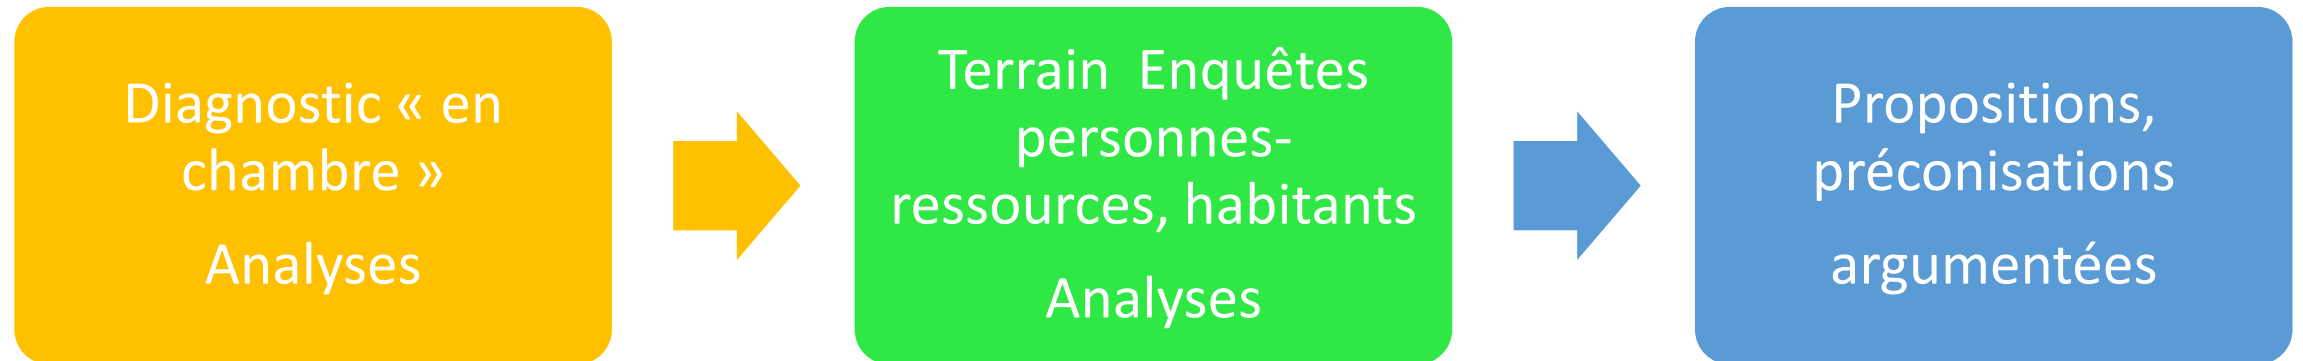 Diagnostic « en
chambre »
Analyses
Terrain  Enquêtes
personnes-
ressources, habitants
Analyses
Propositions,
préconisations
argumentées